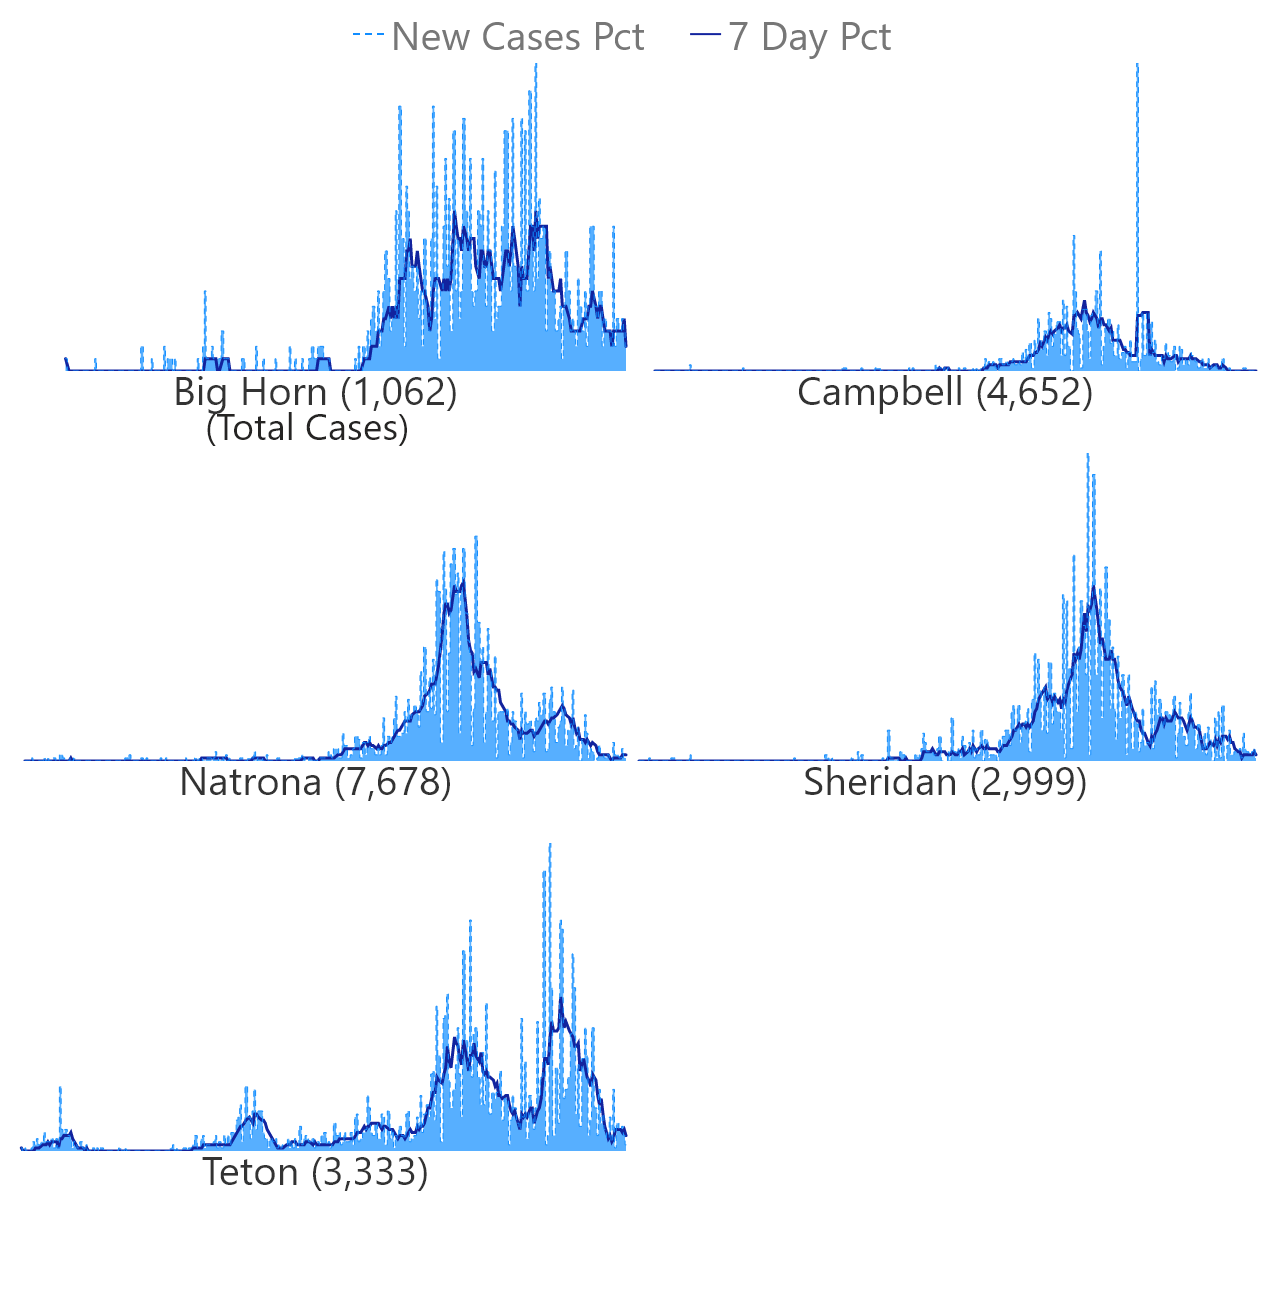 New Cases Pct 7 Day Pct
Big Horn (1,062)
(Total Cases)
Campbell (4,652)
Natrona (7,678)
Sheridan (2,999)
Teton (3,333)